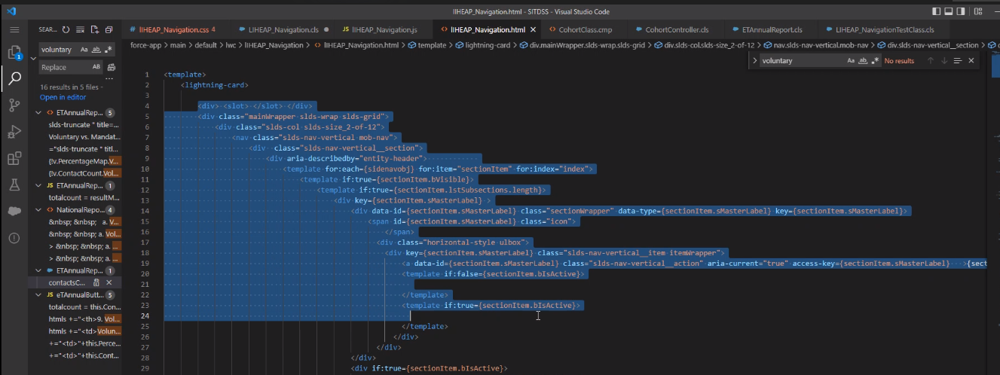 lIHEAP_Navigation.html - SITDSS - Visual Studio Code
SEAR...
lIHEAP_Navigation.css 4
LIHEAP_Navigation.cls
lIHEAP_Navigation.js
lIHEAP_Navigation.html
CohortClass.cmp
CohortController.cls
ETAnnualReport.cls
LIHEAP_NavigationTestClass.cls
force-app > main > default > lwc > lIHEAP_Navigation > lIHEAP_Navigation.html > template > lightning-card > div.mainWrapper.slds-wrap.slds-grid > div.slds-col.slds-size_2-of-12 > nav.slds-nav-vertical.mob-nav > div.slds-nav-vertical__section >
voluntary Aa ab
Replace AB
...
16 results in 5 files -
Open in editor
voluntary Aa ab No results
1
ETAnnualRepo... 5
slds-truncate " title=...
Voluntary vs. Mandat...
="slds-truncate " titl...
{!v.PercentageMap.V...
{!v.ContactCount.Vo...
ETAnnualRepo... 1
totalcount = resultM...
NationalRepo... 4
&nbsp; &nbsp; a. V...
&nbsp; &nbsp; a. Vol...
> &nbsp; &nbsp; a. ...
> &nbsp; &nbsp; a. ...
ETAnnualRep... 1
contactsC...
eTAnnualButt... 5
totalcount = this.Con...
htmls +="<th>9. Vol...
htmls +="<td>Volun...
+="<td>"+this.Perce...
+="<td>"+this.Cont...
1 <template>
2 <lightning-card>
3
4 <div> <slot> </slot> </div>
5 <div class="mainWrapper slds-wrap slds-grid">
6 <div class="slds-col slds-size_2-of-12">
7 <nav class="slds-nav-vertical mob-nav">
8 <div  class="slds-nav-vertical__section">
9 <div aria-describedby="entity-header">
10 <template for:each={sidenavobj} for:item="sectionItem" for:index="index">
11 <template if:true={sectionItem.bVisible}>
12 <template if:true={sectionItem.lstSubsections.length}>
13 <div key={sectionItem.sMasterLabel} >
14 <div data-id={sectionItem.sMasterLabel} class="sectionWrapper" data-type={sectionItem.sMasterLabel} key={sectionItem.sMasterLabel}>
15 <span id={sectionItem.sMasterLabel} class="icon">
16 </span>
17 <div class="horizontal-style ulbox">
18 <div key={sectionItem.sMasterLabel} class="slds-nav-vertical__item itemWrapper">
19 <a data-id={sectionItem.sMasterLabel} class="slds-nav-vertical__action" aria-current="true" access-key={sectionItem.sMasterLabel}  >{sect
20 <template if:false={sectionItem.bIsActive}>
21
22 </template>
23 <template if:true={sectionItem.bIsActive}>
24
25 </template>
26 </div>
27 </div>
28 </div>
29 <div if:true={sectionItem.bIsActive}>